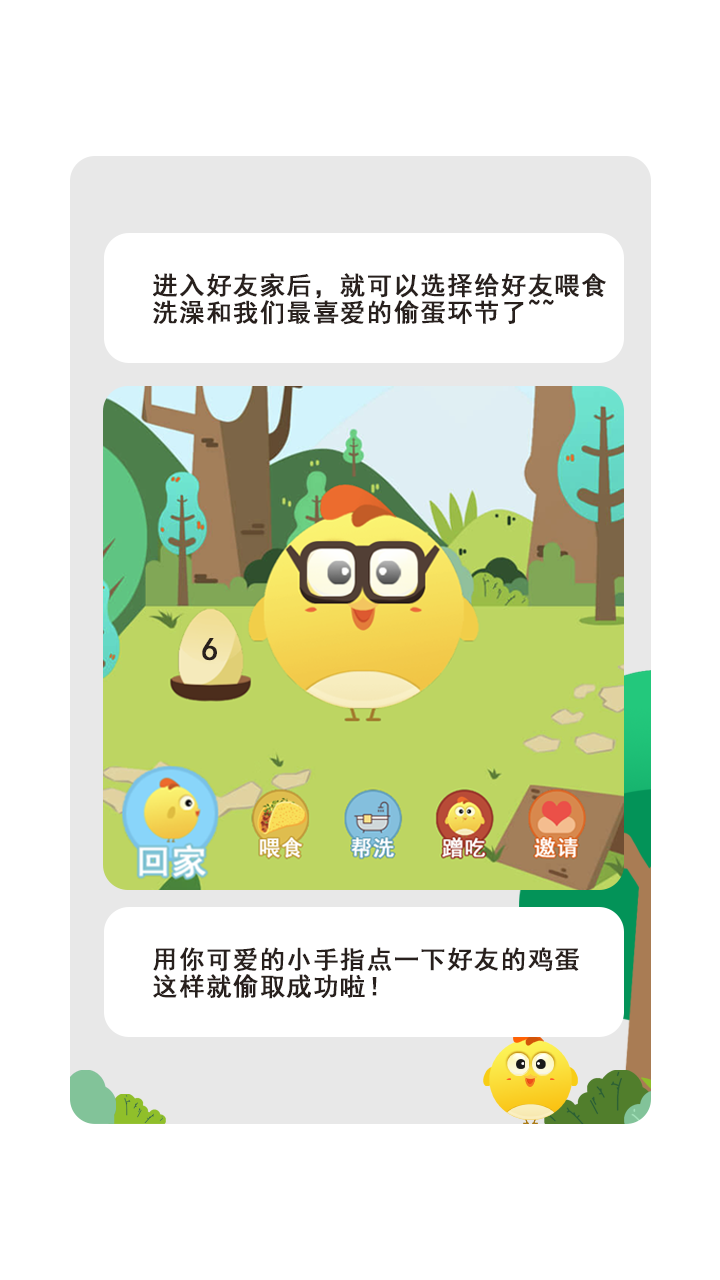 进入好友家后，就可以选择给好友喂食
洗澡和我们最喜爱的偷蛋环节了~~
6
回家
喂食
帮洗
蹭吃
邀请
用你可爱的小手指点一下好友的鸡蛋
这样就偷取成功啦！